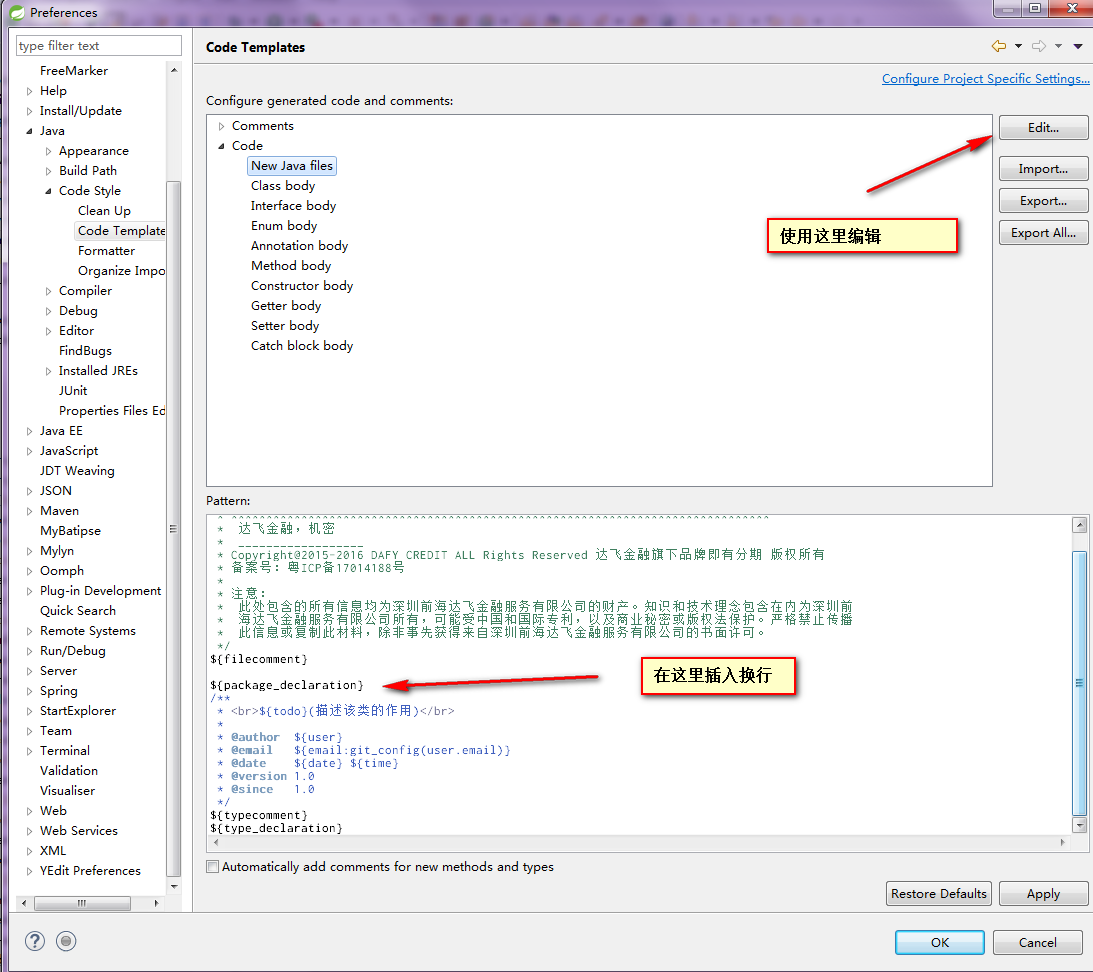 Preferences
type filter text
FreeMarker
Help
Install/Update
Java
Appearance
Build Path
Code Style
Clean Up
Code Template
Formatter
Organize Impo
Compiler
Debug
Editor
FindBugs
Installed JREs
JUnit
Properties Files Ed
Java EE
JavaScript
JDT Weaving
JSON
Maven
MyBatipse
Mylyn
Oomph
Plug-in Development
Quick Search
Remote Systems
Run/Debug
Server
Spring
StartExplorer
Team
Terminal
Validation
Visualiser
Web
Web Services
XML
YEdit Preferences
Code Templates
Configure Project Specific Settings...
Configure generated code and comments:
Comments
Code
New Java files
Class body
Interface body
Enum body
Annotation body
Method body
Constructor body
Getter body
Setter body
Catch block body
Edit...
Import...
Export...
Export All...
使用这里编辑
Pattern:
* 达飞金融，机密
* __________________
* Copyright@2015-2016 DAFY CREDIT ALL Rights Reserved 达飞金融旗下品牌即有分期 版权所有
* 备案号：粤ICP备17014188号
*
* 注意：
* 此处包含的所有信息均为深圳前海达飞金融服务有限公司的财产。知识和技术理念包含在内为深圳前
* 海达飞金融服务有限公司所有，可能受中国和国际专利，以及商业秘密或版权法保护。严格禁止传播
* 此信息或复制此材料，除非事先获得来自深圳前海达飞金融服务有限公司的书面许可。
*/
${filecomment}
${package_declaration}
在这里插入换行
/**
* <br>${todo}(描述该类的作用)</br>
*
* @author ${user}
* @email ${email:git_config(user.email)}
* @date ${date} ${time}
* @version 1.0
* @since 1.0
*/
${typecomment}
${type_declaration}
Automatically add comments for new methods and types
Restore Defaults
Apply
OK
Cancel